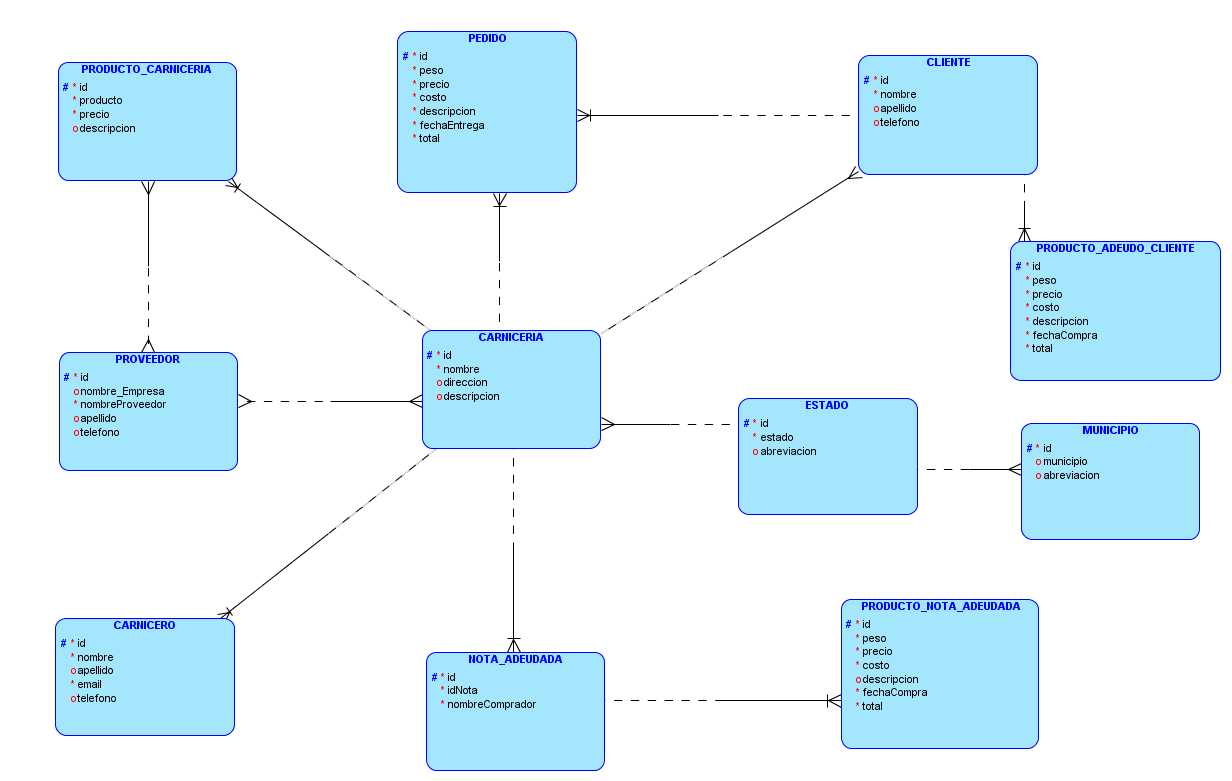 PRODUCTO_CARNICERIA
# * id
* producto
* precio
o descripcion
PEDIDO
# * id
* peso
* precio
* costo
* descripcion
* fechaEntrega
* total
CLIENTE
# * id
* nombre
o apellido
o telefono
PRODUCTO_ADEUDO_CLIENTE
# * id
* peso
* precio
* costo
* descripcion
* fechaCompra
* total
CARNICERIA
# * id
* nombre
o direccion
o descripcion
PROVEEDOR
# * id
o nombre_Empresa
* nombreProveedor
o apellido
o telefono
ESTADO
# * id
* estado
o abreviacion
MUNICIPIO
# * id
o municipio
o abreviacion
CARNICERO
# * id
* nombre
o apellido
* email
o telefono
NOTA_ADEUDADA
# * id
* idNota
* nombreComprador
PRODUCTO_NOTA_ADEUDADA
# * id
* peso
* precio
* costo
o descripcion
* fechaCompra
* total